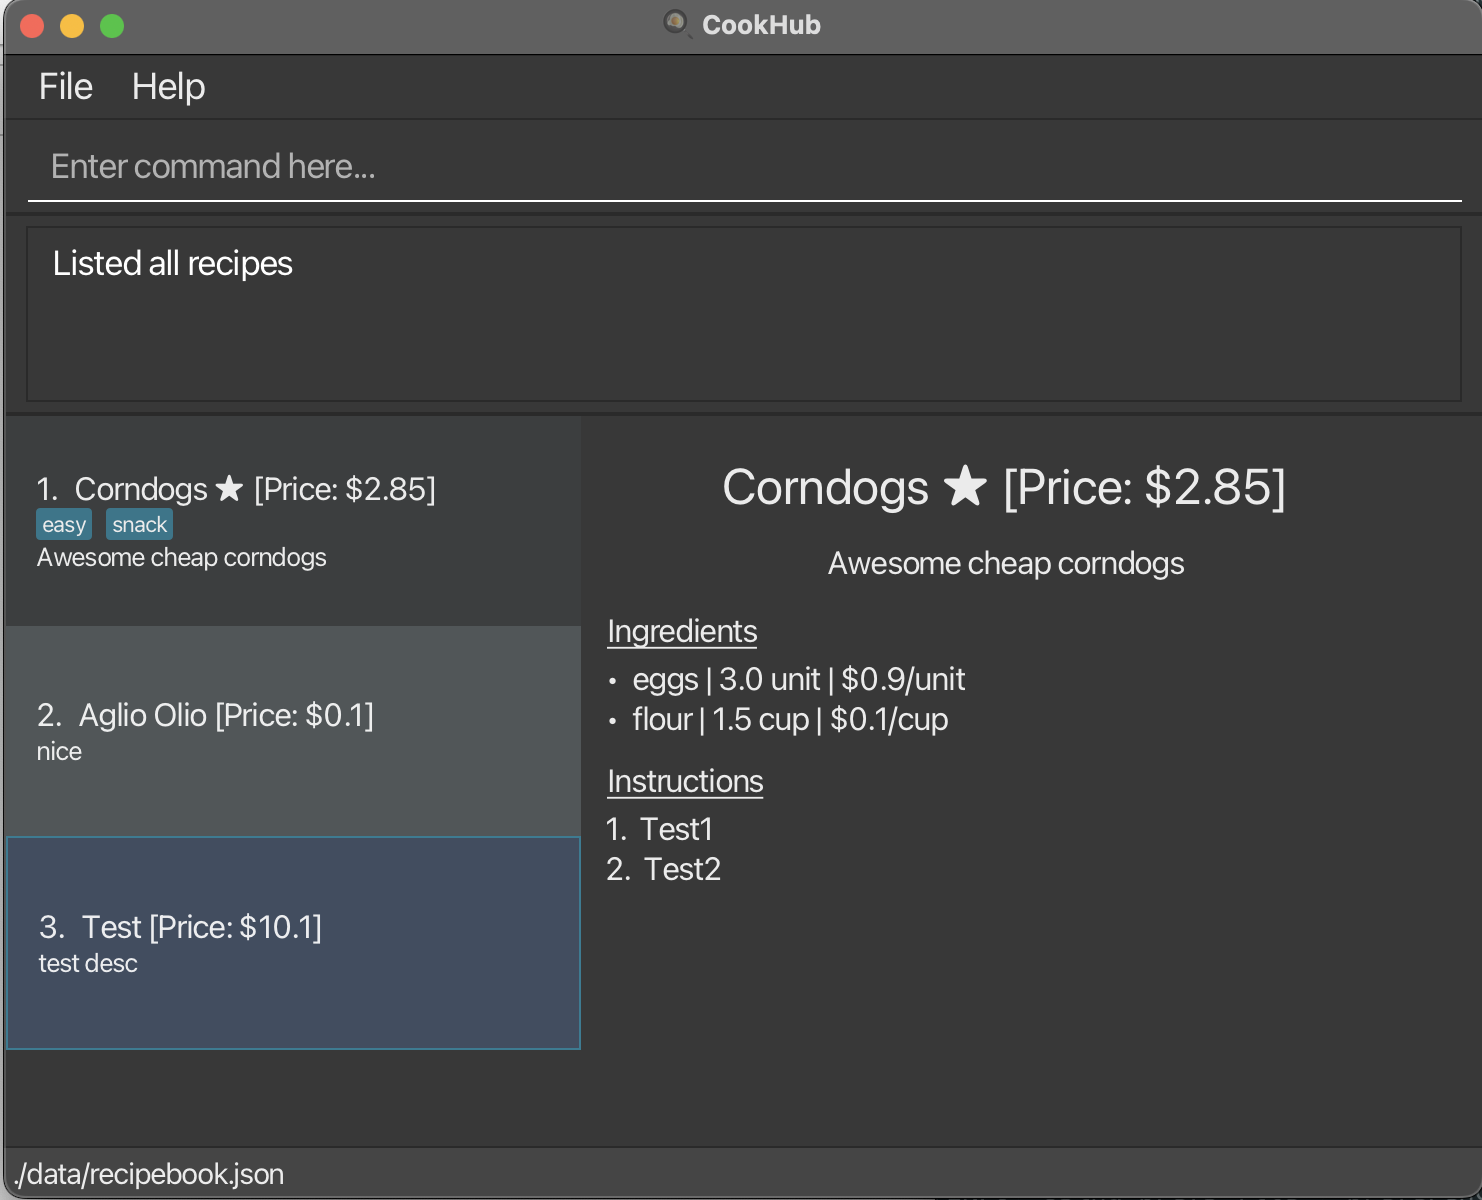 CookHub
File Help
Enter command here...
Listed all recipes
1. Corndogs ★ [Price: $2.85]
easy snack
Awesome cheap corndogs
2. Aglio Olio [Price: $0.1]
nice
3. Test [Price: $10.1]
test desc
Corndogs ★ [Price: $2.85]
Awesome cheap corndogs
Ingredients
• eggs | 3.0 unit | $0.9/unit
• flour | 1.5 cup | $0.1/cup
Instructions
1. Test1
2. Test2
./data/recipebook.json